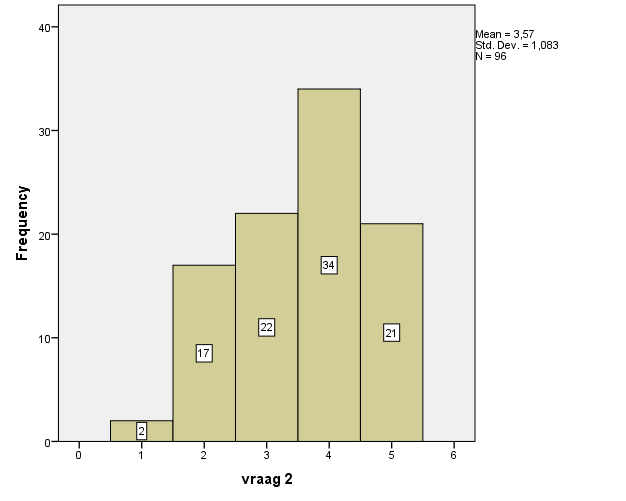 Mean = 3,57
Std. Dev. = 1,083
N = 96
Frequency
40
30
20
10
0
2
17
22
34
21
0 1 2 3 4 5 6
vraag 2